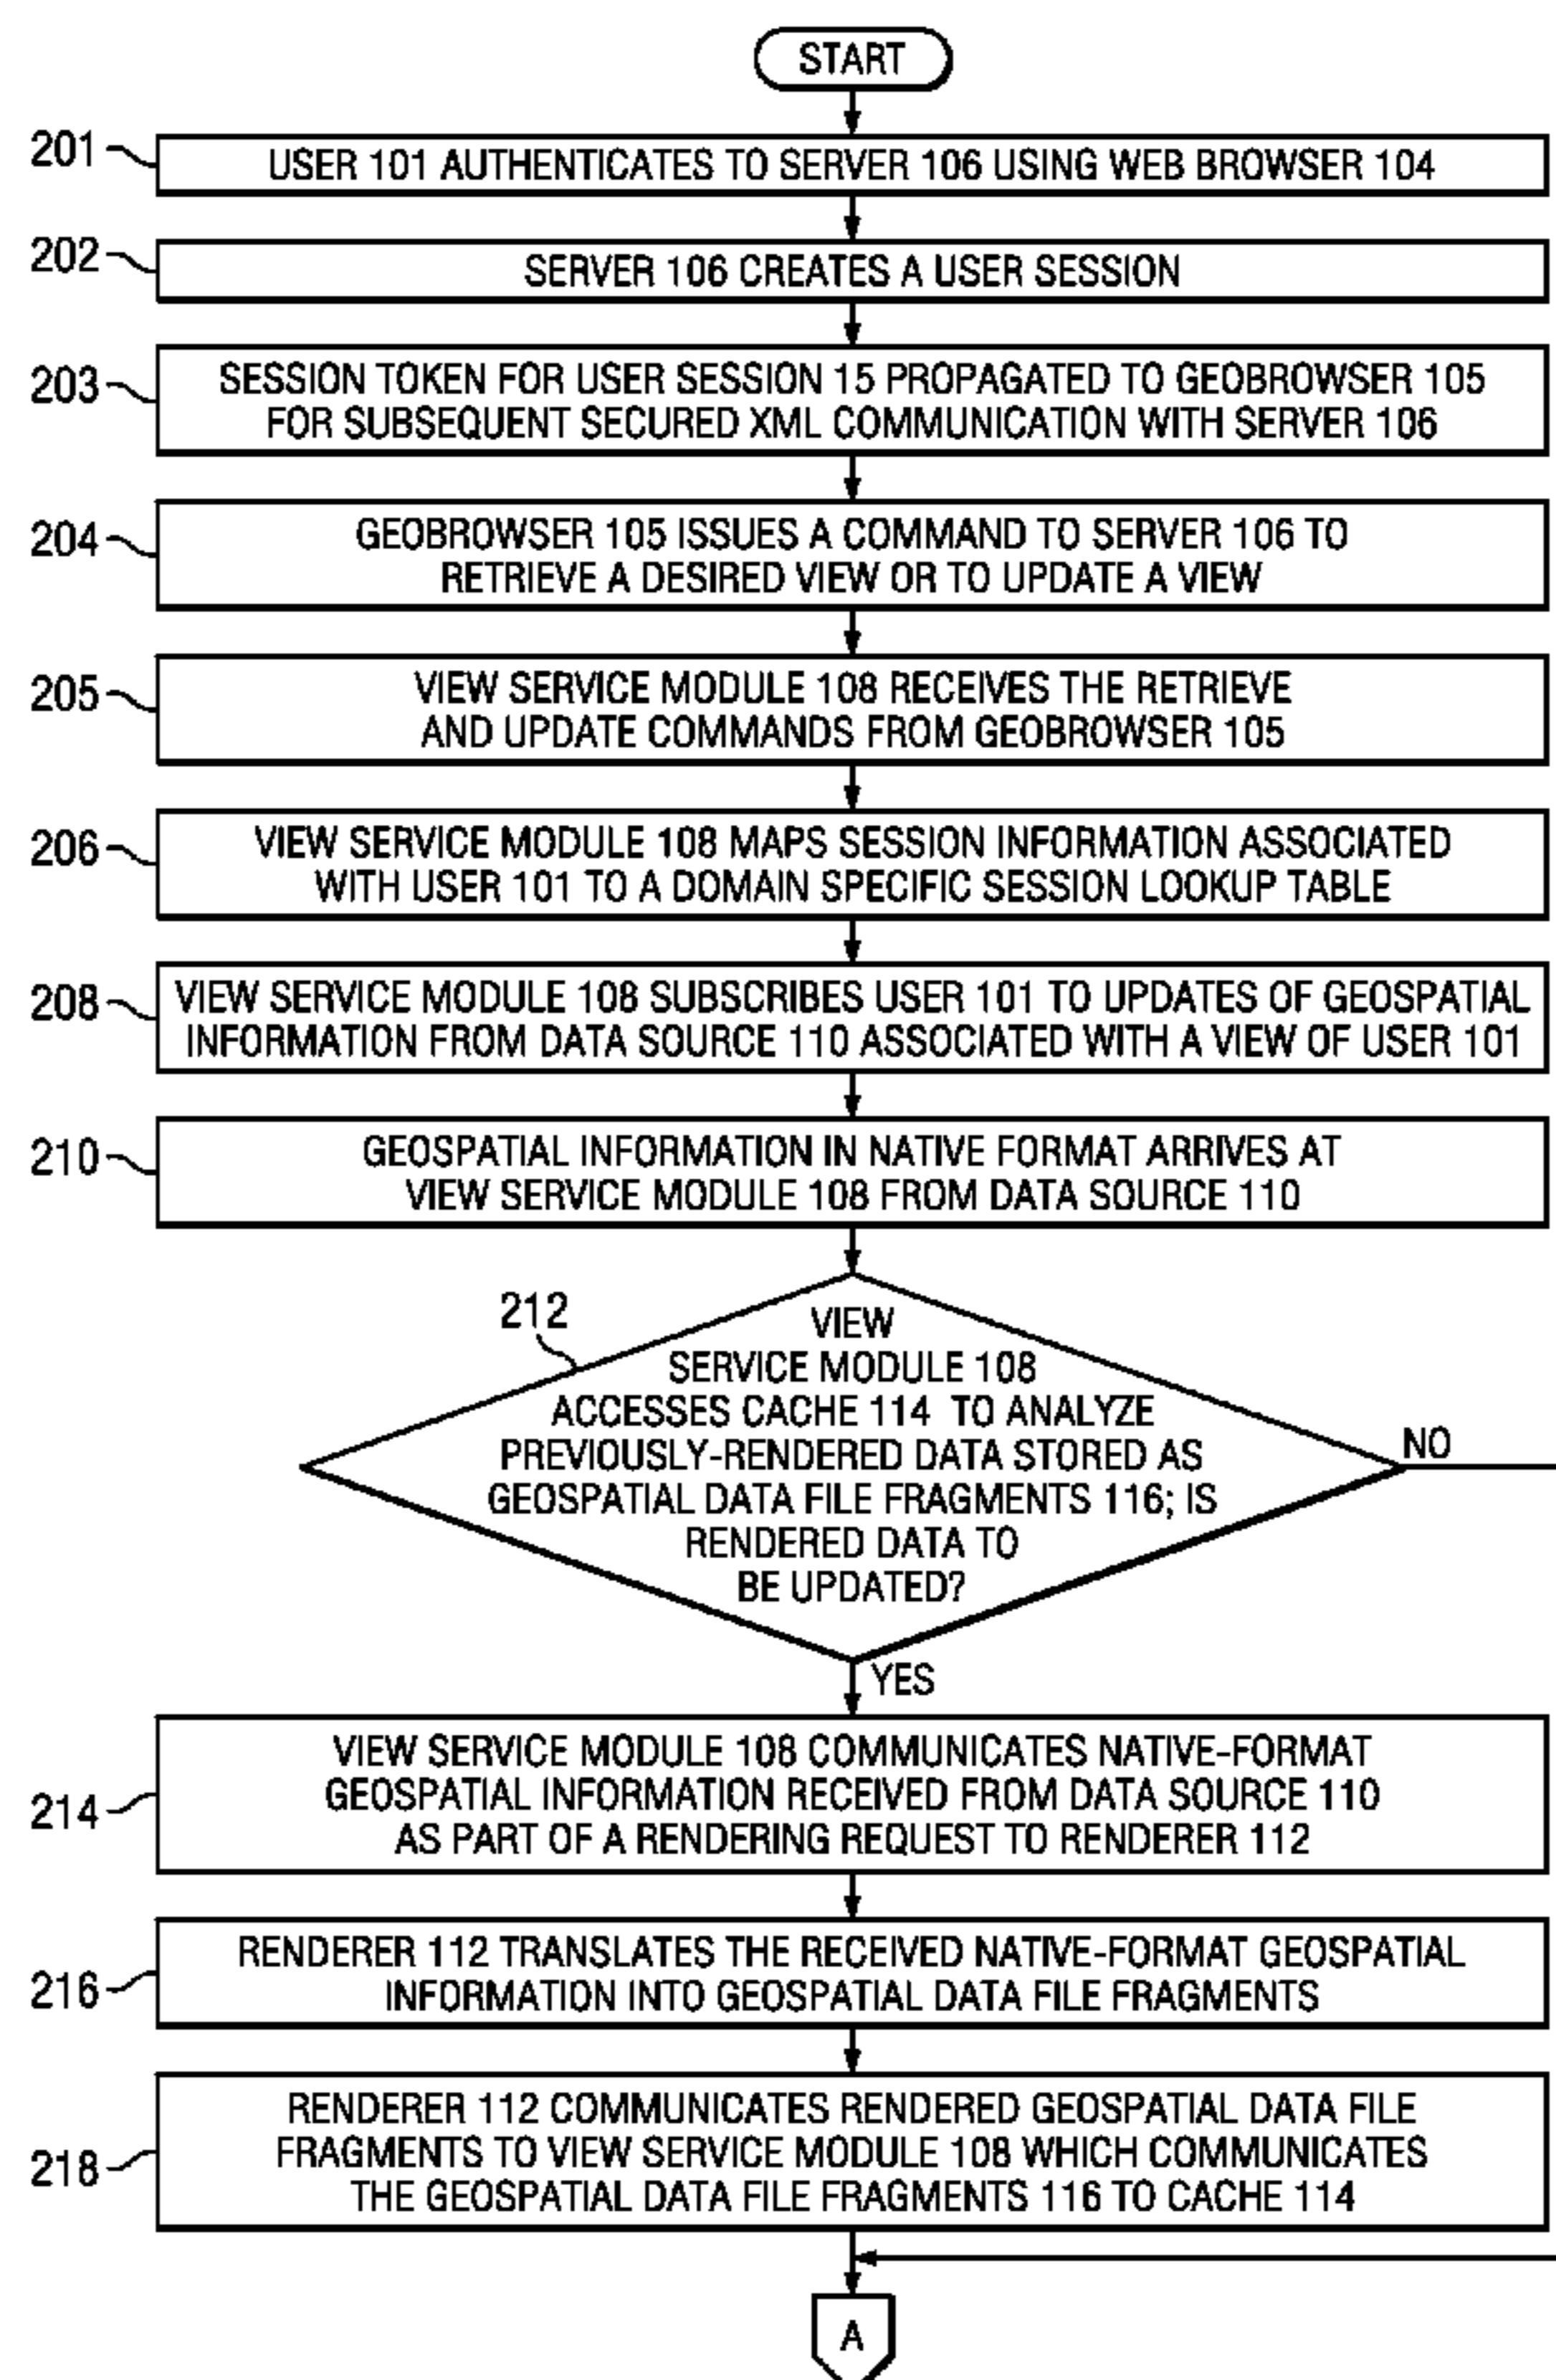 START
201
USER 101 AUTHENTICATES TO SERVER 106 USING WEB BROWSER 104
202
SERVER 106 CREATES A USER SESSION
203
SESSION TOKEN FOR USER SESSION 15 PROPAGATED TO GEOBROWSER 105
FOR SUBSEQUENT SECURED XML COMMUNICATION WITH SERVER 106
204
GEOBROWSER 105 ISSUES A COMMAND TO SERVER 106 TO
RETRIEVE A DESIRED VIEW OR TO UPDATE A VIEW
205
VIEW SERVICE MODULE 108 RECEIVES THE RETRIEVE
AND UPDATE COMMANDS FROM GEOBROWSER 105
206
VIEW SERVICE MODULE 108 MAPS SESSION INFORMATION ASSOCIATED
WITH USER 101 TO A DOMAIN SPECIFIC SESSION LOOKUP TABLE
208
VIEW SERVICE MODULE 108 SUBSCRIBES USER 101 TO UPDATES OF GEOSPATIAL
INFORMATION FROM DATA SOURCE 110 ASSOCIATED WITH A VIEW OF USER 101
210
GEOSPATIAL INFORMATION IN NATIVE FORMAT ARRIVES AT
VIEW SERVICE MODULE 108 FROM DATA SOURCE 110
212
VIEW
SERVICE MODULE 108
ACCESSES CACHE 114 TO ANALYZE
PREVIOUSLY-RENDERED DATA STORED AS
GEOSPATIAL DATA FILE FRAGMENTS 116; IS
RENDERED DATA TO
BE UPDATED?
NO
YES
214
VIEW SERVICE MODULE 108 COMMUNICATES NATIVE-FORMAT
GEOSPATIAL INFORMATION RECEIVED FROM DATA SOURCE 110
AS PART OF A RENDERING REQUEST TO RENDERER 112
216
RENDERER 112 TRANSLATES THE RECEIVED NATIVE-FORMAT GEOSPATIAL
INFORMATION INTO GEOSPATIAL DATA FILE FRAGMENTS
218
RENDERER 112 COMMUNICATES RENDERED GEOSPATIAL DATA FILE
FRAGMENTS TO VIEW SERVICE MODULE 108 WHICH COMMUNICATES
THE GEOSPATIAL DATA FILE FRAGMENTS 116 TO CACHE 114
A